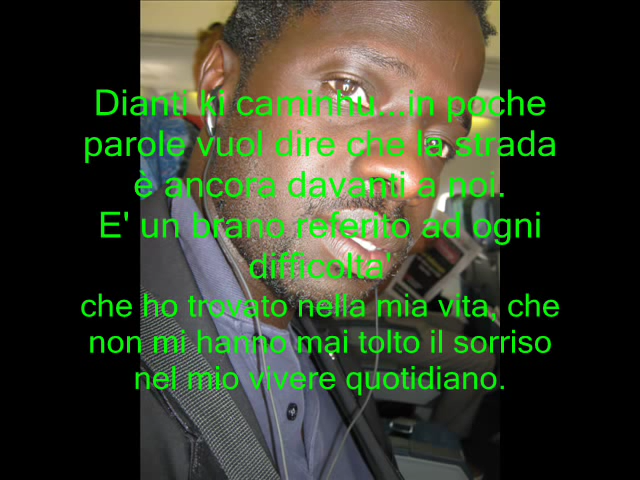 Dianti ki caminhu...in poche
parole vuol dire che la strada
è ancora davanti a noi.
E' un brano referito ad ogni
difficolta'
che ho trovato nella mia vita, che
non mi hanno mai tolto il sorriso
nel mio vivere quotidiano.